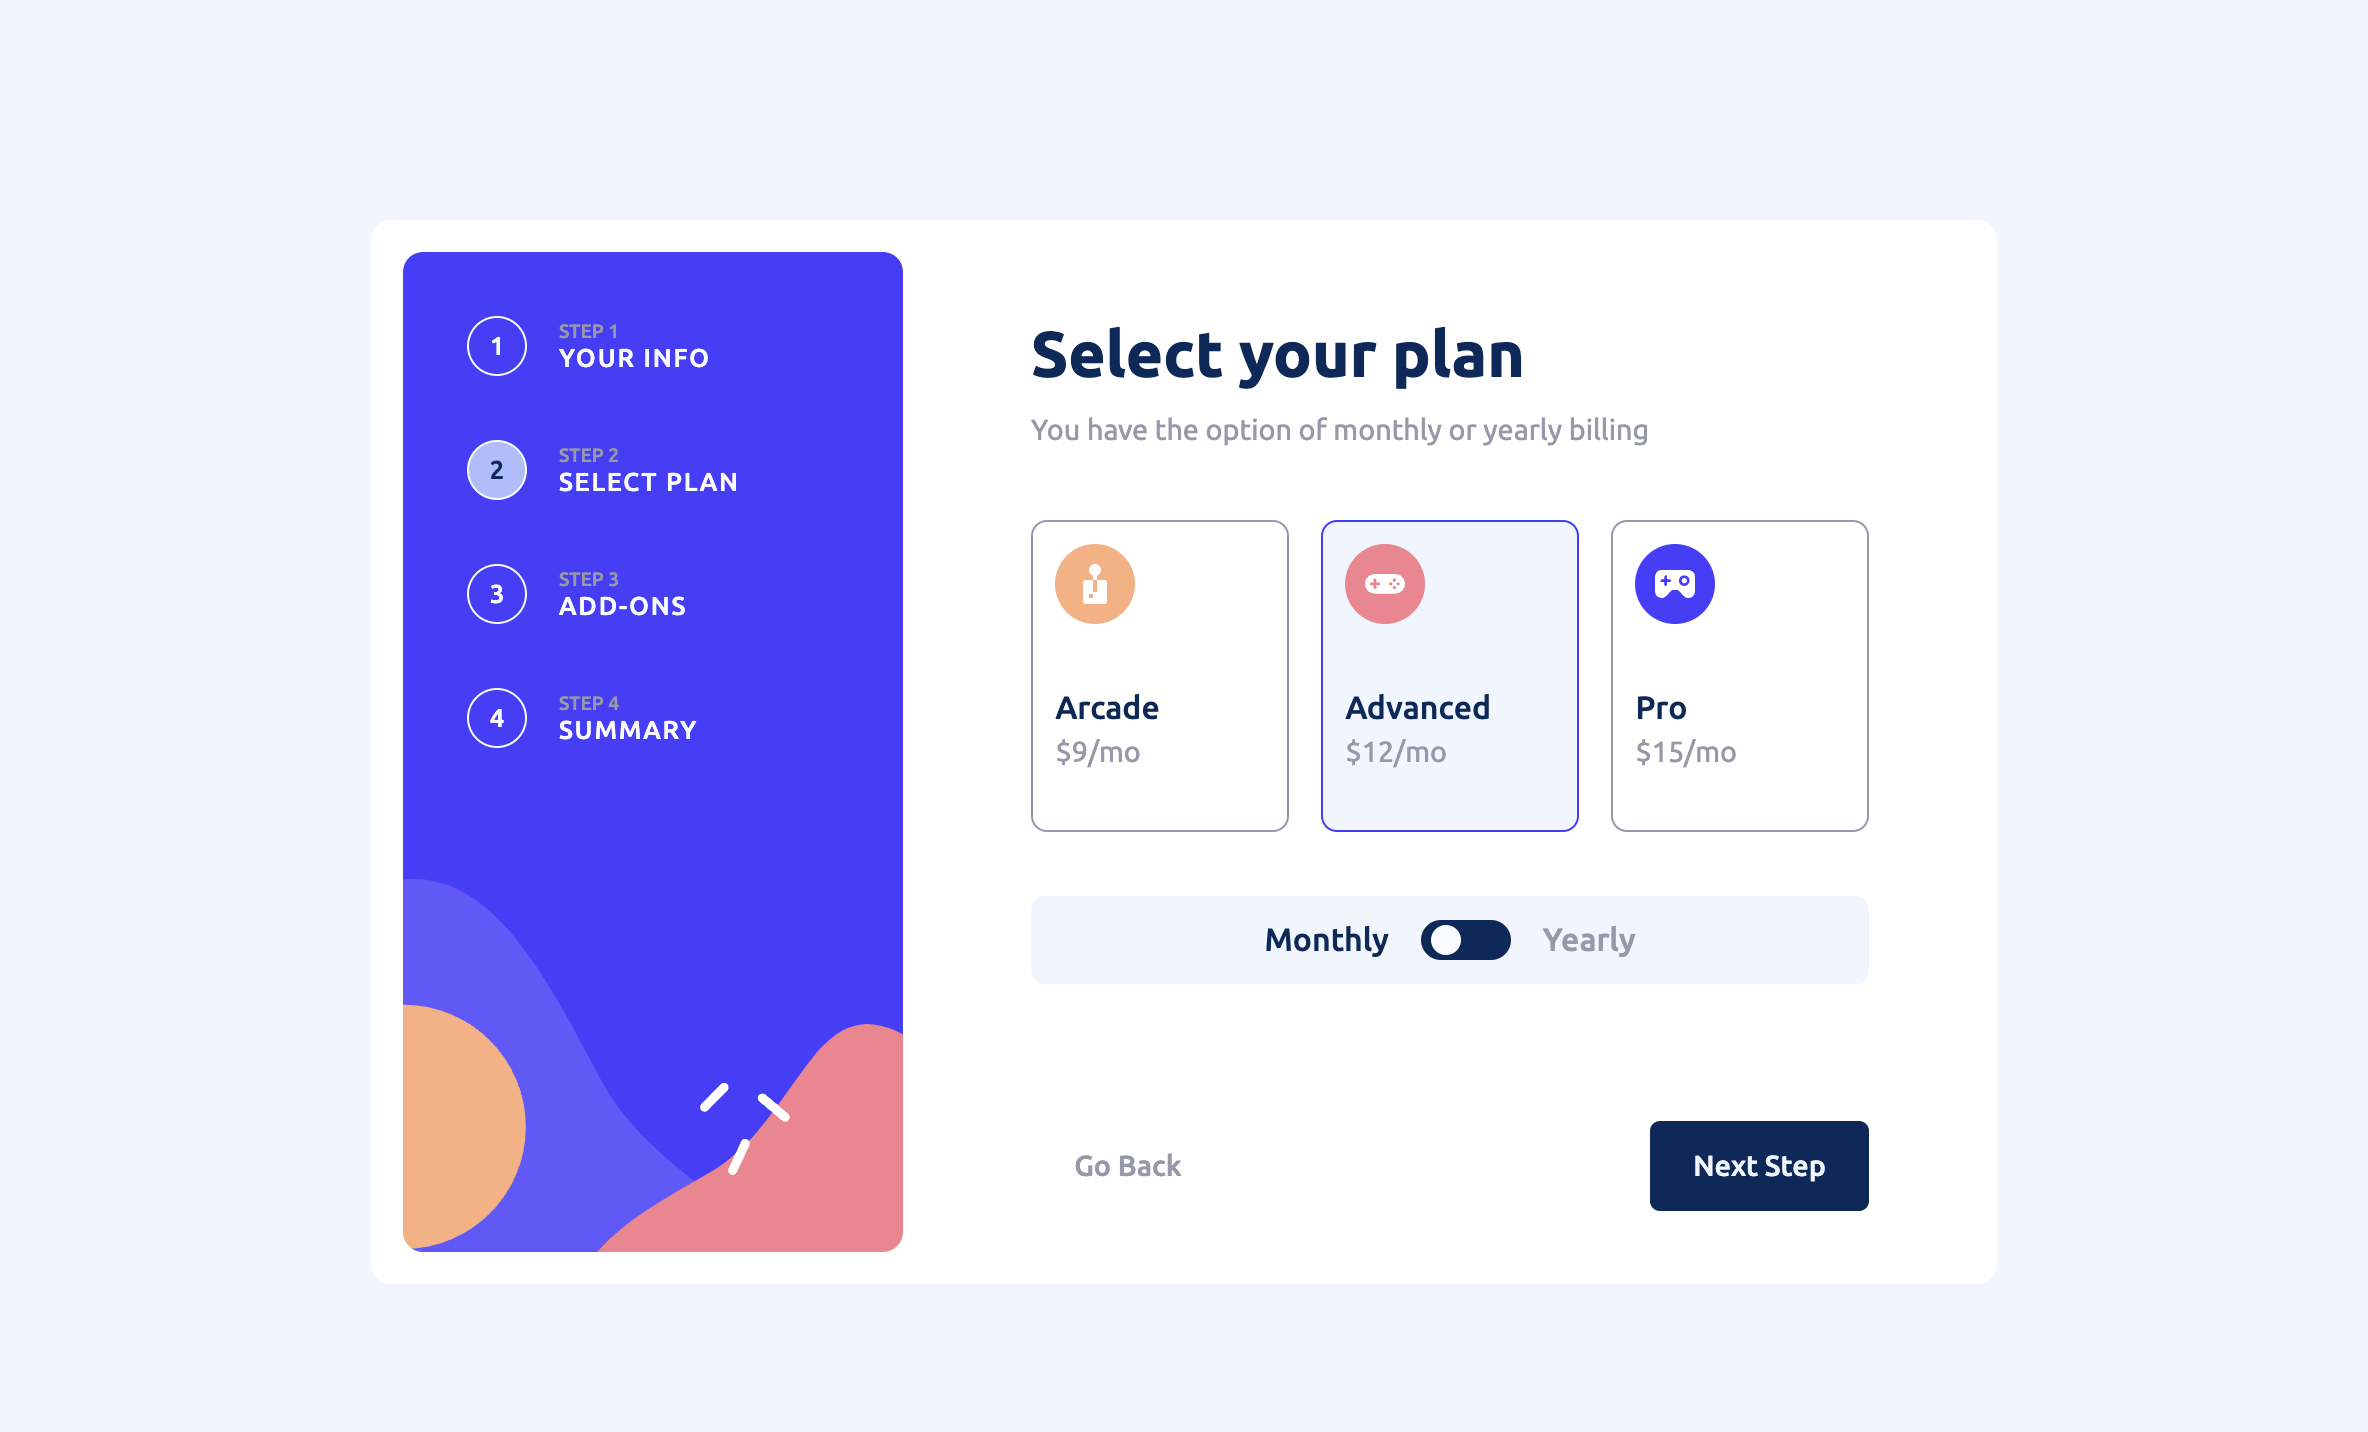 1
STEP 1
YOUR INFO
2
STEP 2
SELECT PLAN
3
STEP 3
ADD-ONS
4
STEP 4
SUMMARY
Select your plan
You have the option of monthly or yearly billing
Arcade
$9/mo
Advanced
$12/mo
Pro
$15/mo
Monthly
Yearly
Go Back
Next Step